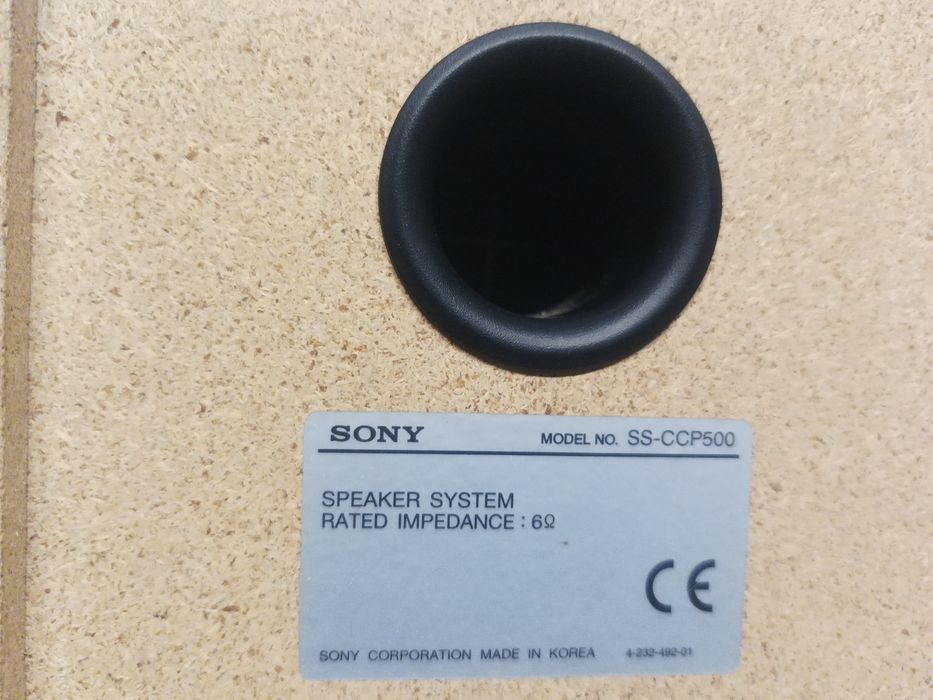 SONY MODEL NO. SS-CCP500
SPEAKER SYSTEM
RATED IMPEDANCE : 6Ω
CE
SONY CORPORATION MADE IN KOREA 4-232-492-01